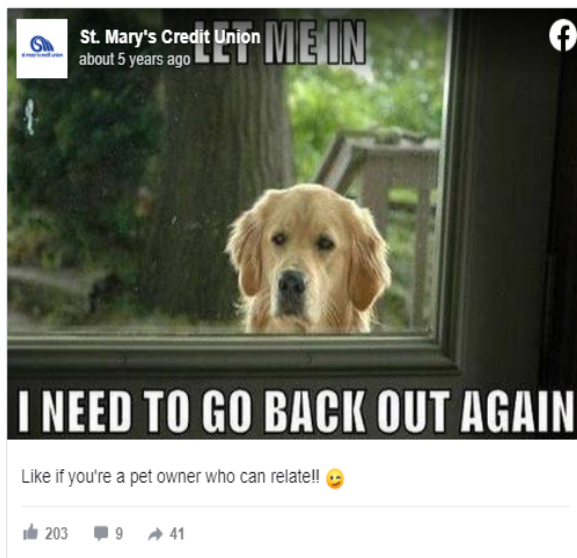 St. Mary's Credit Union
about 5 years ago
LET ME IN
I NEED TO GO BACK OUT AGAIN
Like if you're a pet owner who can relate!! 😉
203 9 41